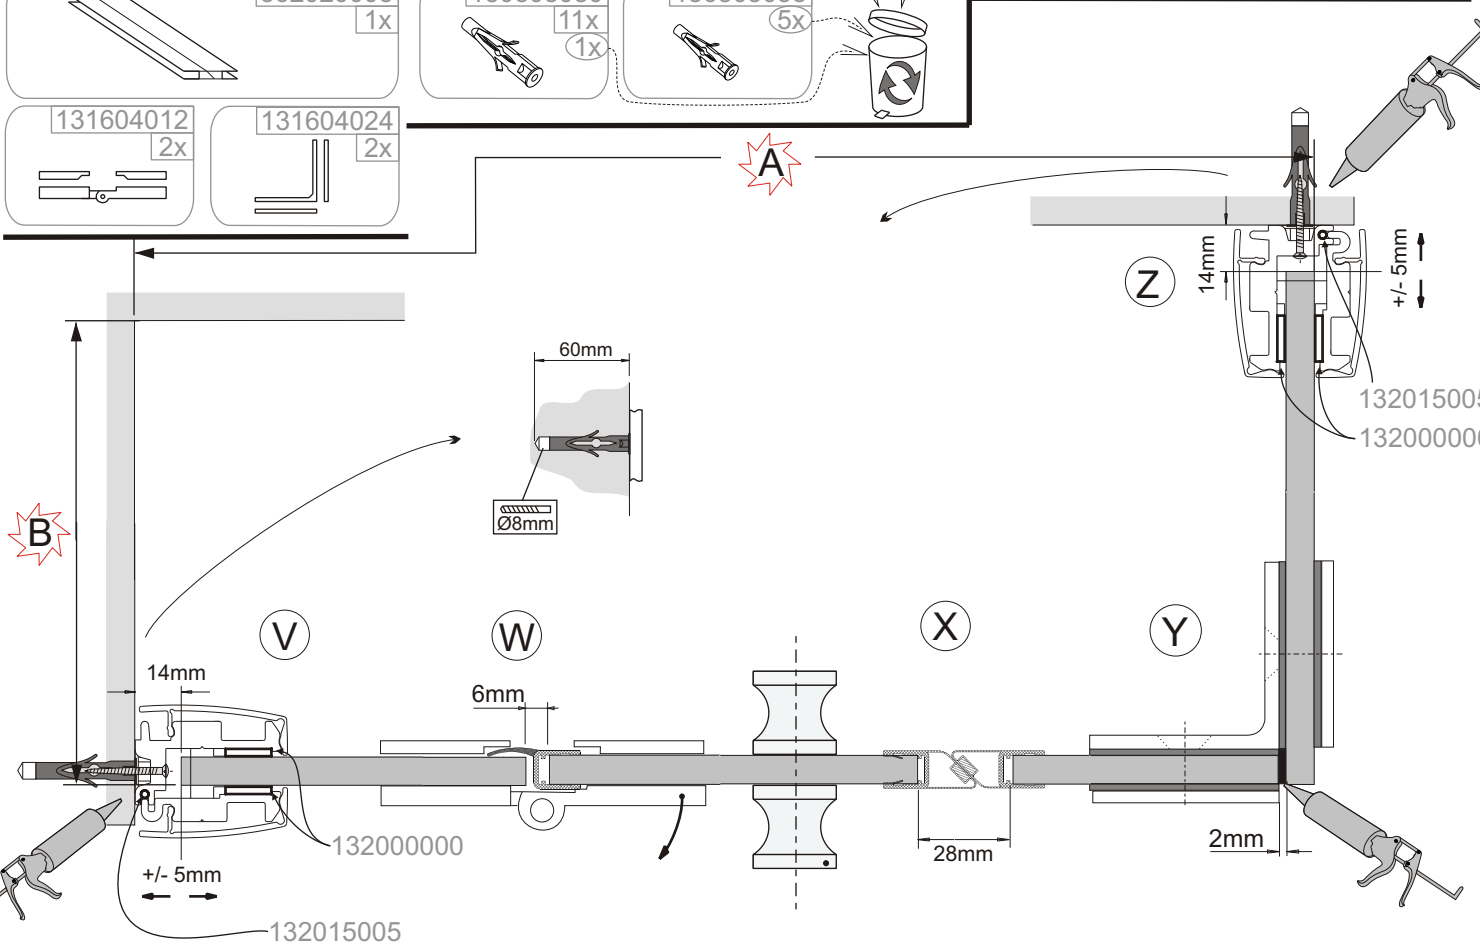 1x
11x
1x
5x
131604012
2x
131604024
2x
A
Z
14mm
+/- 5mm
60mm
Ø8mm
13201500
13200000
B
V
W
X
Y
14mm
6mm
132000000
28mm
2mm
+/- 5mm
132015005